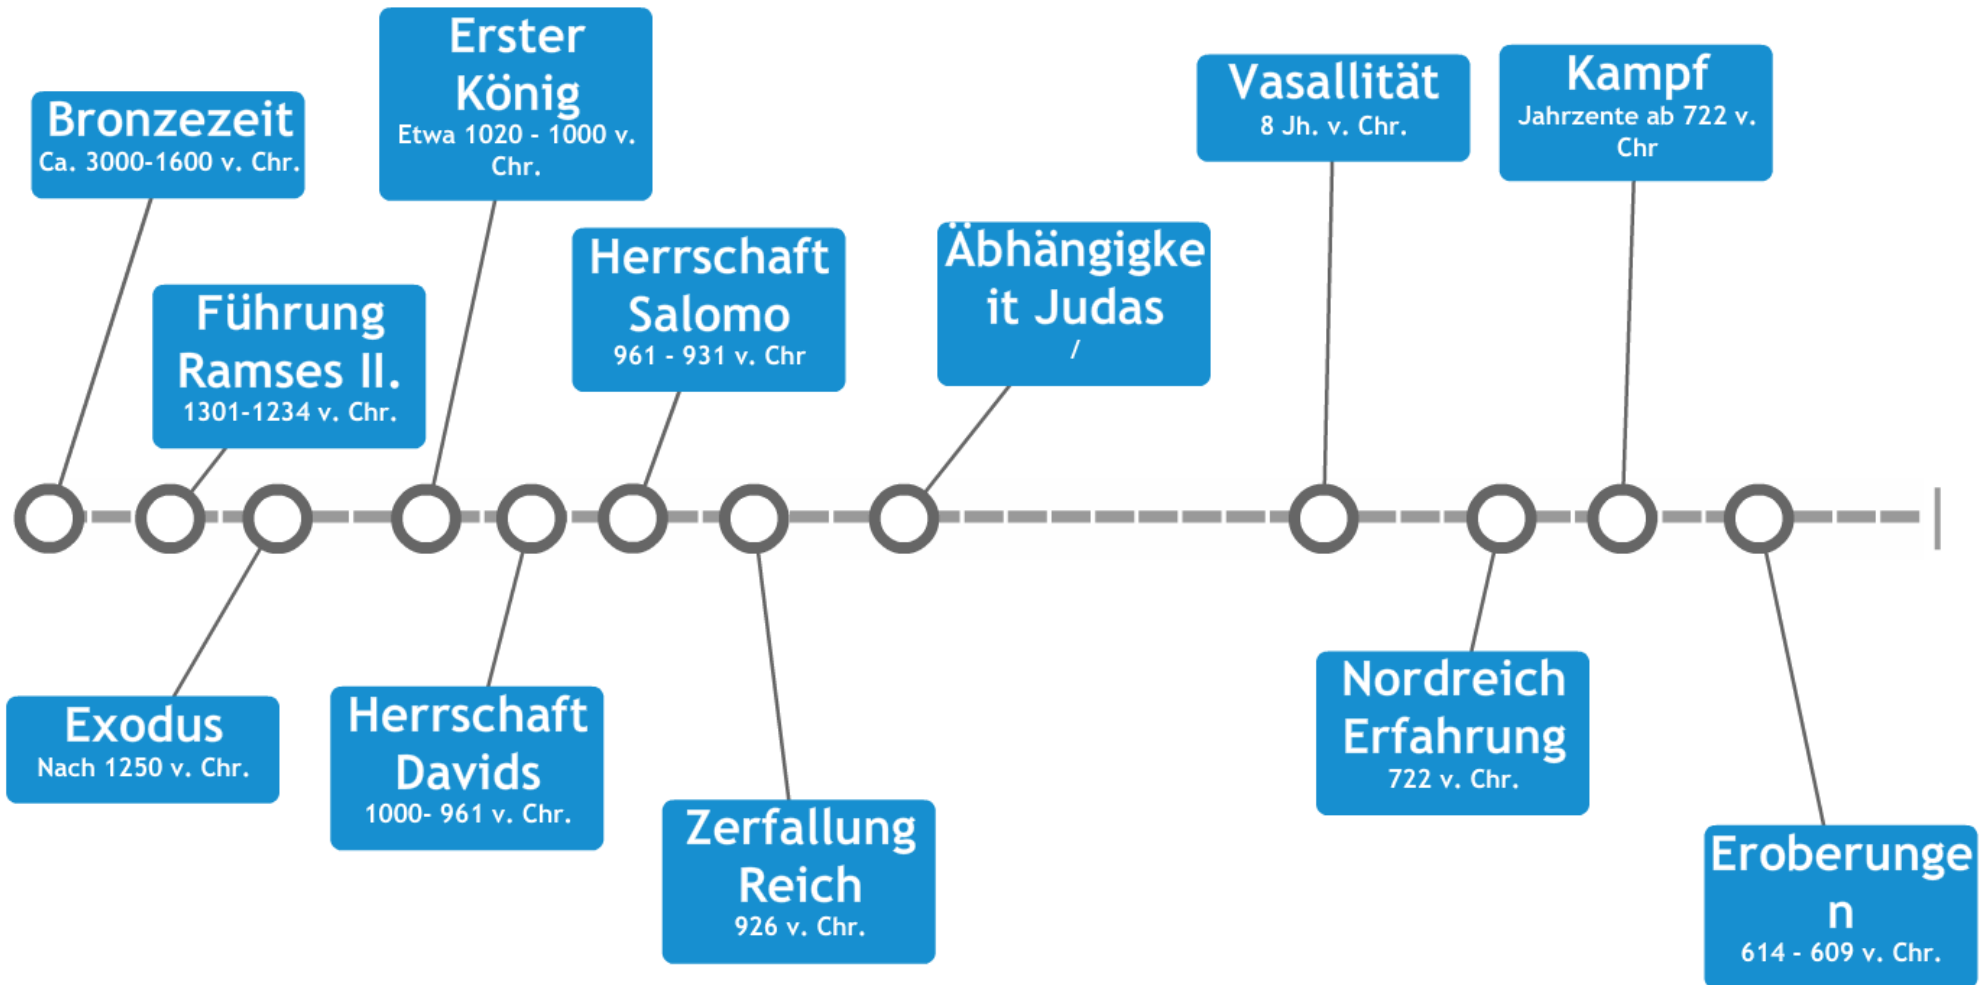 Bronzezeit
Ca. 3000-1600 v. Chr.
Führung
Ramses II.
1301-1234 v. Chr.
Exodus
Nach 1250 v. Chr.
Erster
König
Etwa 1020 - 1000 v.
Chr.
Herrschaft
Davids
1000- 961 v. Chr.
Herrschaft
Salomo
961 - 931 v. Chr
Zerfallung
Reich
926 v. Chr.
Äbhängigke
it Judas
/
Vasallität
8 Jh. v. Chr.
Nordreich
Erfahrung
722 v. Chr.
Kampf
Jahrzente ab 722 v.
Chr
Eroberunge
n
614 - 609 v. Chr.